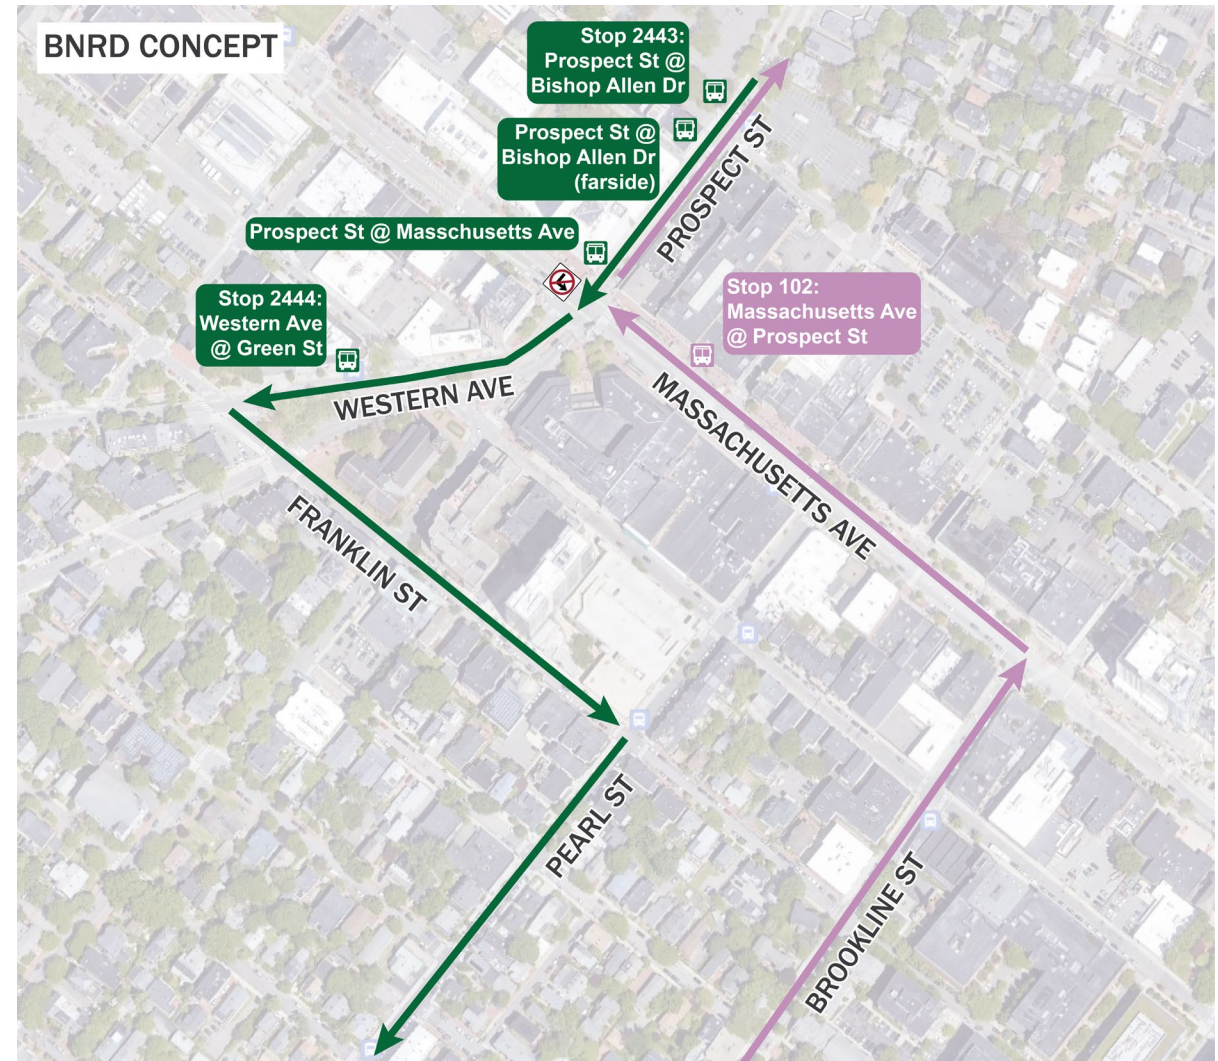 BNRD CONCEPT
Stop 2443:
Prospect St @
Bishop Allen Dr
Prospect St @
Bishop Allen Dr
(farside)
PROSPECT ST
Prospect St @ Masschusetts Ave
Stop 2444:
Western Ave
@ Green St
Stop 102:
Massachusetts Ave
@ Prospect St
WESTERN AVE
MASSACHUSETTS AVE
FRANKLIN ST
PEARL ST
BROOKLINE ST